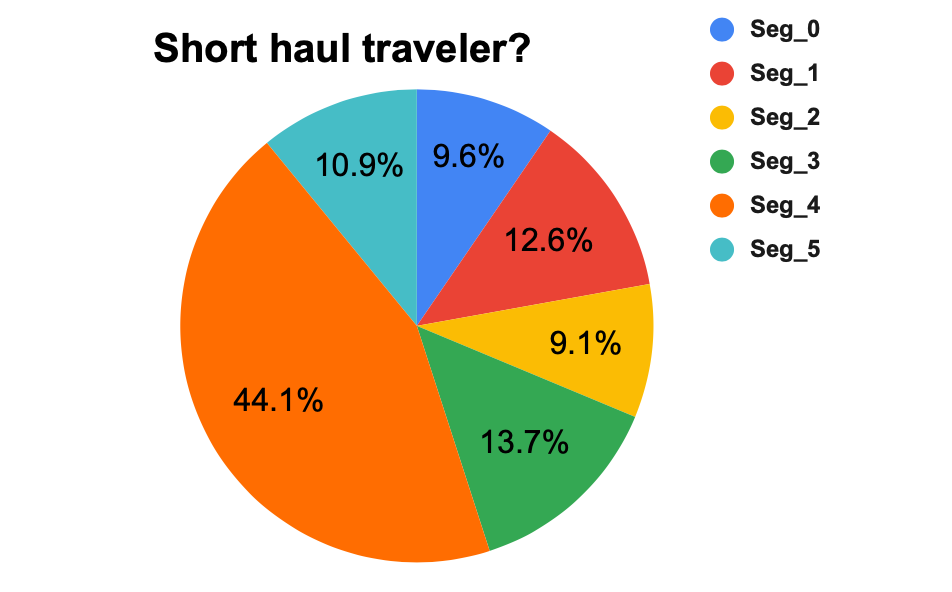 Short haul traveler?
Seg_0
Seg_1
Seg_2
Seg_3
Seg_4
Seg_5
9.6%
12.6%
9.1%
13.7%
44.1%
10.9%